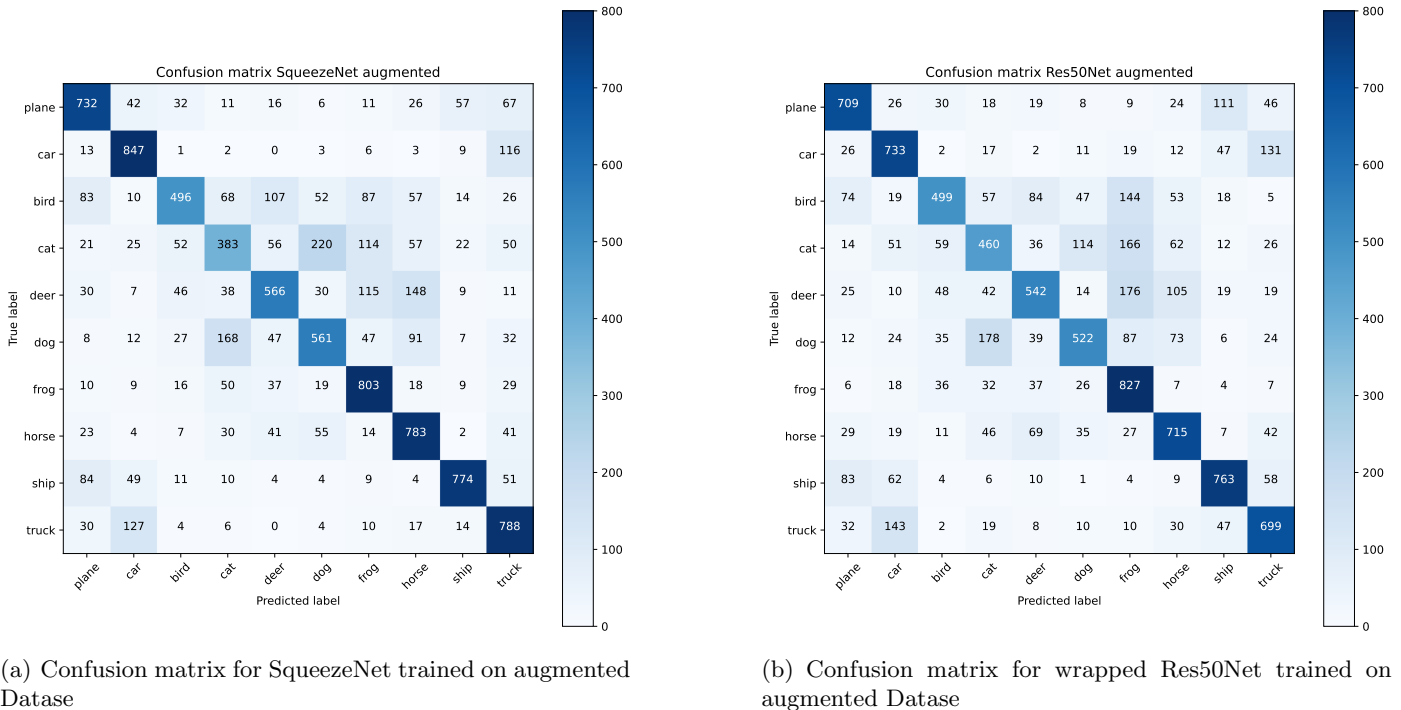 Confusion matrix SqueezeNet augmented
plane 732 42 32 11 16 6 11 26 57 67
car 13 847 1 2 0 3 6 3 9 116
bird 83 10 496 68 107 52 87 57 14 26
cat 21 25 52 383 56 220 114 57 22 50
deer 30 7 46 38 566 30 115 148 9 11
dog 8 12 27 168 47 561 47 91 7 32
frog 10 9 16 50 37 19 803 18 9 29
horse 23 4 7 30 41 55 14 783 2 41
ship 84 49 11 10 4 4 9 4 774 51
truck 30 127 4 6 0 4 10 17 14 788
plane car bird cat deer dog frog horse ship truck
True label
Predicted label
800
700
600
500
400
300
200
100
0
(a) Confusion matrix for SqueezeNet trained on augmented
Datase
Confusion matrix Res50Net augmented
plane 709 26 30 18 19 8 9 24 111 46
car 26 733 2 17 2 11 19 12 47 131
bird 74 19 499 57 84 47 144 53 18 5
cat 14 51 59 460 36 114 166 62 12 26
deer 25 10 48 42 542 14 176 105 19 19
dog 12 24 35 178 39 522 87 73 6 24
frog 6 18 36 32 37 26 827 7 4 7
horse 29 19 11 46 69 35 27 715 7 42
ship 83 62 4 6 10 1 4 9 763 58
truck 32 143 2 19 8 10 10 30 47 699
plane car bird cat deer dog frog horse ship truck
True label
Predicted label
800
700
600
500
400
300
200
100
0
(b) Confusion matrix for wrapped Res50Net trained on
augmented Datase